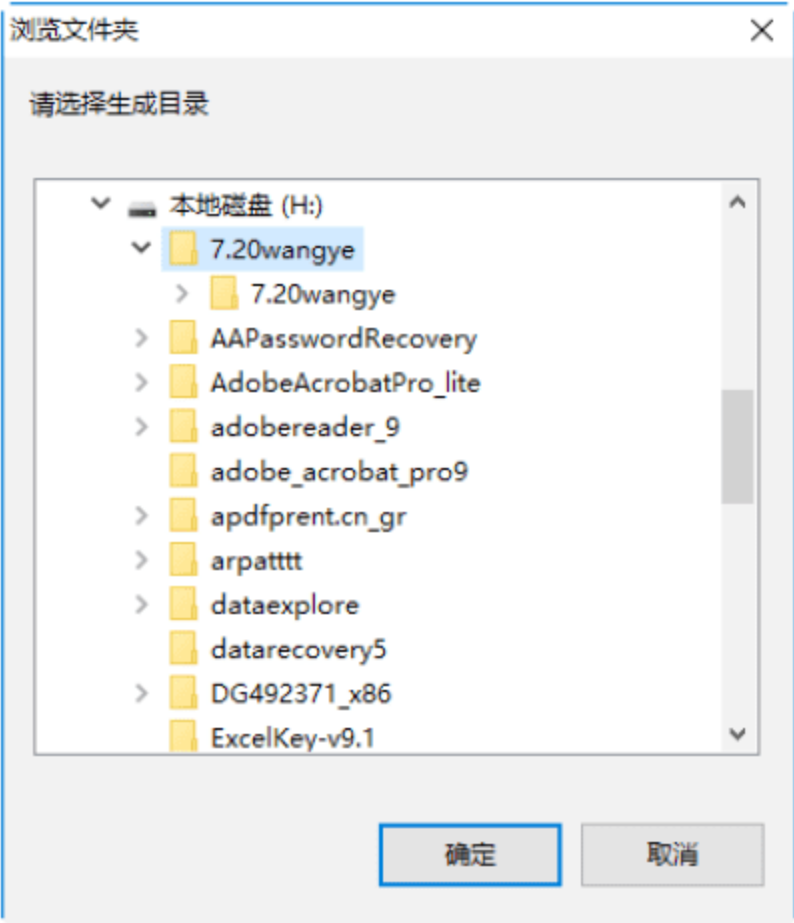 浏览文件夹
请选择生成目录
本地磁盘 (H:)
7.20wangye
7.20wangye
AAPasswordRecovery
AdobeAcrobatPro_lite
adobereader_9
adobe_acrobat_pro9
apdfprent.cn_gr
arpatttt
dataexplore
datarecovery5
DG492371_x86
ExcelKey-v9.1
确定 取消